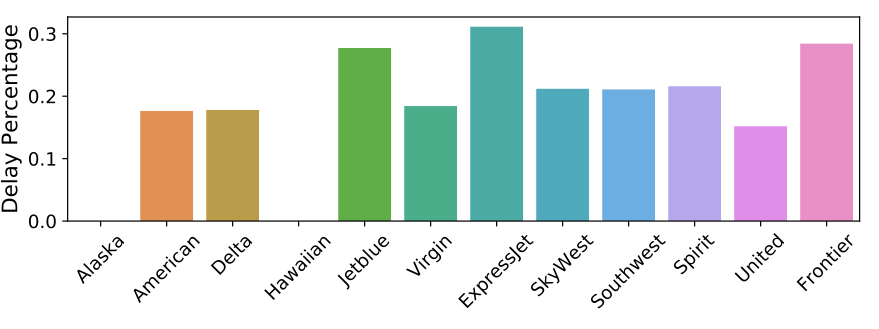 Delay Percentage
0.3
0.2
0.1
0.0
Alaska
American
Delta
Hawaiian
Jetblue
Virgin
ExpressJet
SkyWest
Southwest
Spirit
United
Frontier